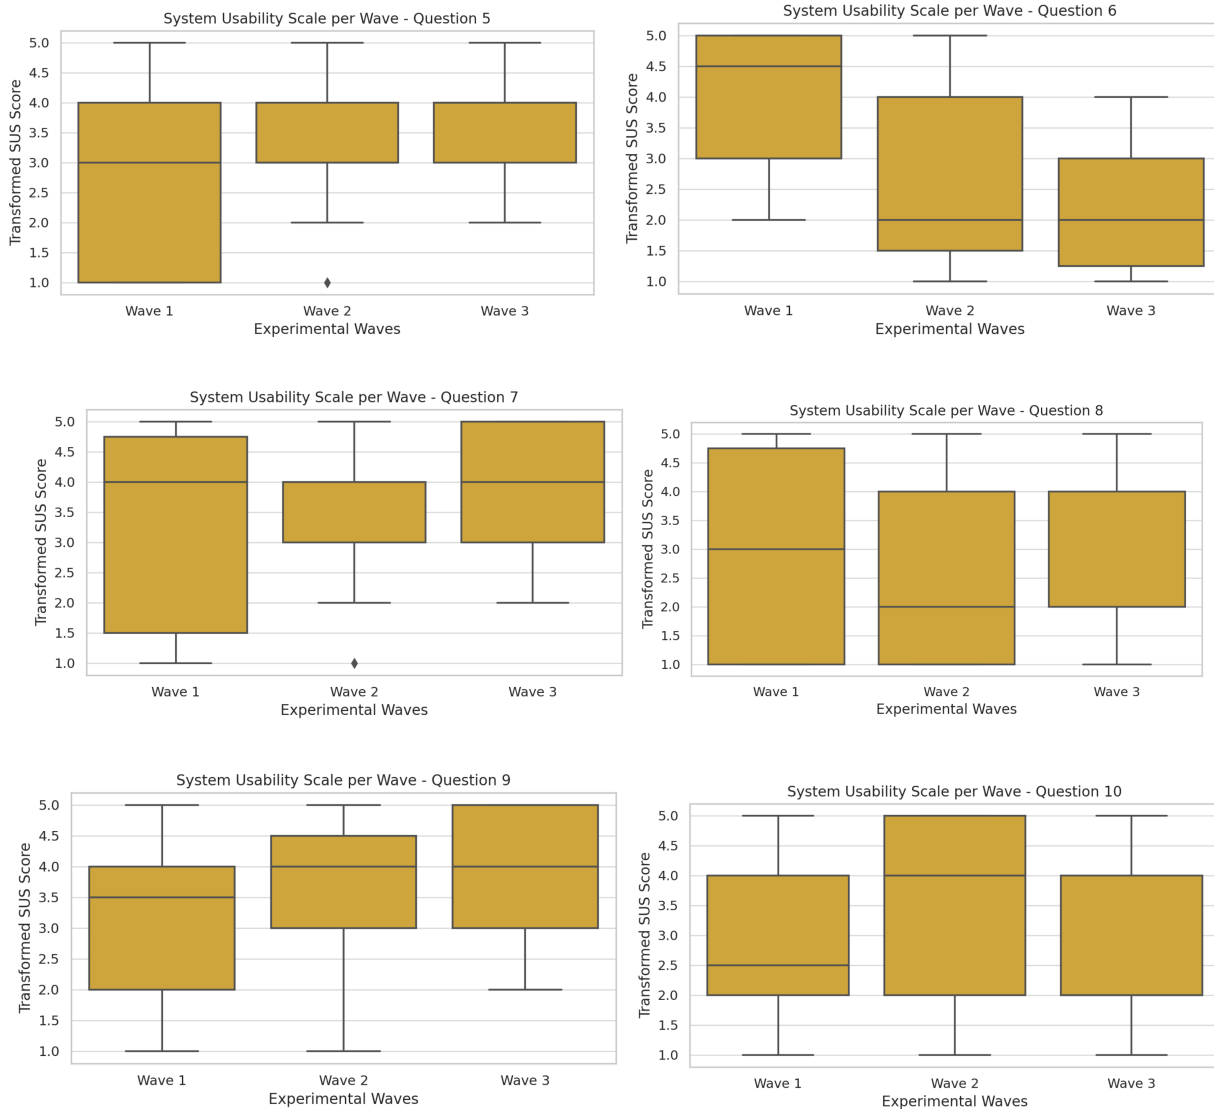 System Usability Scale per Wave - Question 5
Transformed SUS Score
5.0
4.5
4.0
3.5
3.0
2.5
2.0
1.5
1.0
Wave 1 Wave 2 Wave 3
Experimental Waves
System Usability Scale per Wave - Question 6
Transformed SUS Score
5.0
4.5
4.0
3.5
3.0
2.5
2.0
1.5
1.0
Wave 1 Wave 2 Wave 3
Experimental Waves
System Usability Scale per Wave - Question 7
Transformed SUS Score
5.0
4.5
4.0
3.5
3.0
2.5
2.0
1.5
1.0
Wave 1 Wave 2 Wave 3
Experimental Waves
System Usability Scale per Wave - Question 8
Transformed SUS Score
5.0
4.5
4.0
3.5
3.0
2.5
2.0
1.5
1.0
Wave 1 Wave 2 Wave 3
Experimental Waves
System Usability Scale per Wave - Question 9
Transformed SUS Score
5.0
4.5
4.0
3.5
3.0
2.5
2.0
1.5
1.0
Wave 1 Wave 2 Wave 3
Experimental Waves
System Usability Scale per Wave - Question 10
Transformed SUS Score
5.0
4.5
4.0
3.5
3.0
2.5
2.0
1.5
1.0
Wave 1 Wave 2 Wave 3
Experimental Waves